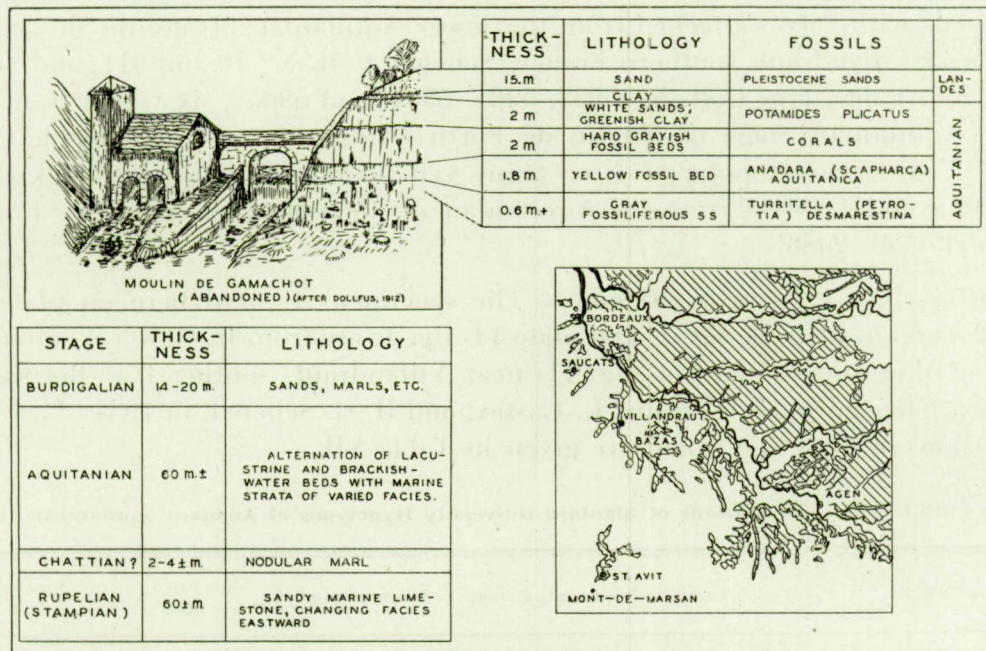 THICK-
NESS LITHOLOGY FOSSILS
15.m SAND PLEISTOCENE SANDS LAN-
DES
CLAY
2 m WHITE SANDS; GREENISH CLAY POTAMIDES PLICATUS
2 m HARD GRAYISH FOSSIL BEDS CORALS
1.8 m YELLOW FOSSIL BED ANADARA (SCAPHARCA) AQUITANICA
0.6 m.+ GRAY FOSSILIFEROUS SS TURRITELLA (PEYRO-
TIA) DESMARESTINA
AQUITANIAN
MOULIN DE GAMACHOT
ABANDONED ) (AFTER DOLLFUS, 1912)
STAGE THICK-
NESS LITHOLOGY
BURDIGALIAN 14-20 m. SANDS, MARLS, ETC.
AQUITANIAN 60 m.± ALTERNATION OF LACU-
STRINE AND BRACKISH-
WATER BEDS WITH MARINE
STRATA OF VARIED FACIES.
CHATTIAN? 2-4± m. NODULAR MARL
RUPELIAN
(STAMPIAN) 60± m SANDY MARINE LIME-
STONE, CHANGING FACIES
EASTWARD
BORDEAUX
SAUCATS
VILLANDRAUT
BAZAS
AGEN
ST. AVIT
MONT-DE-MARSAN